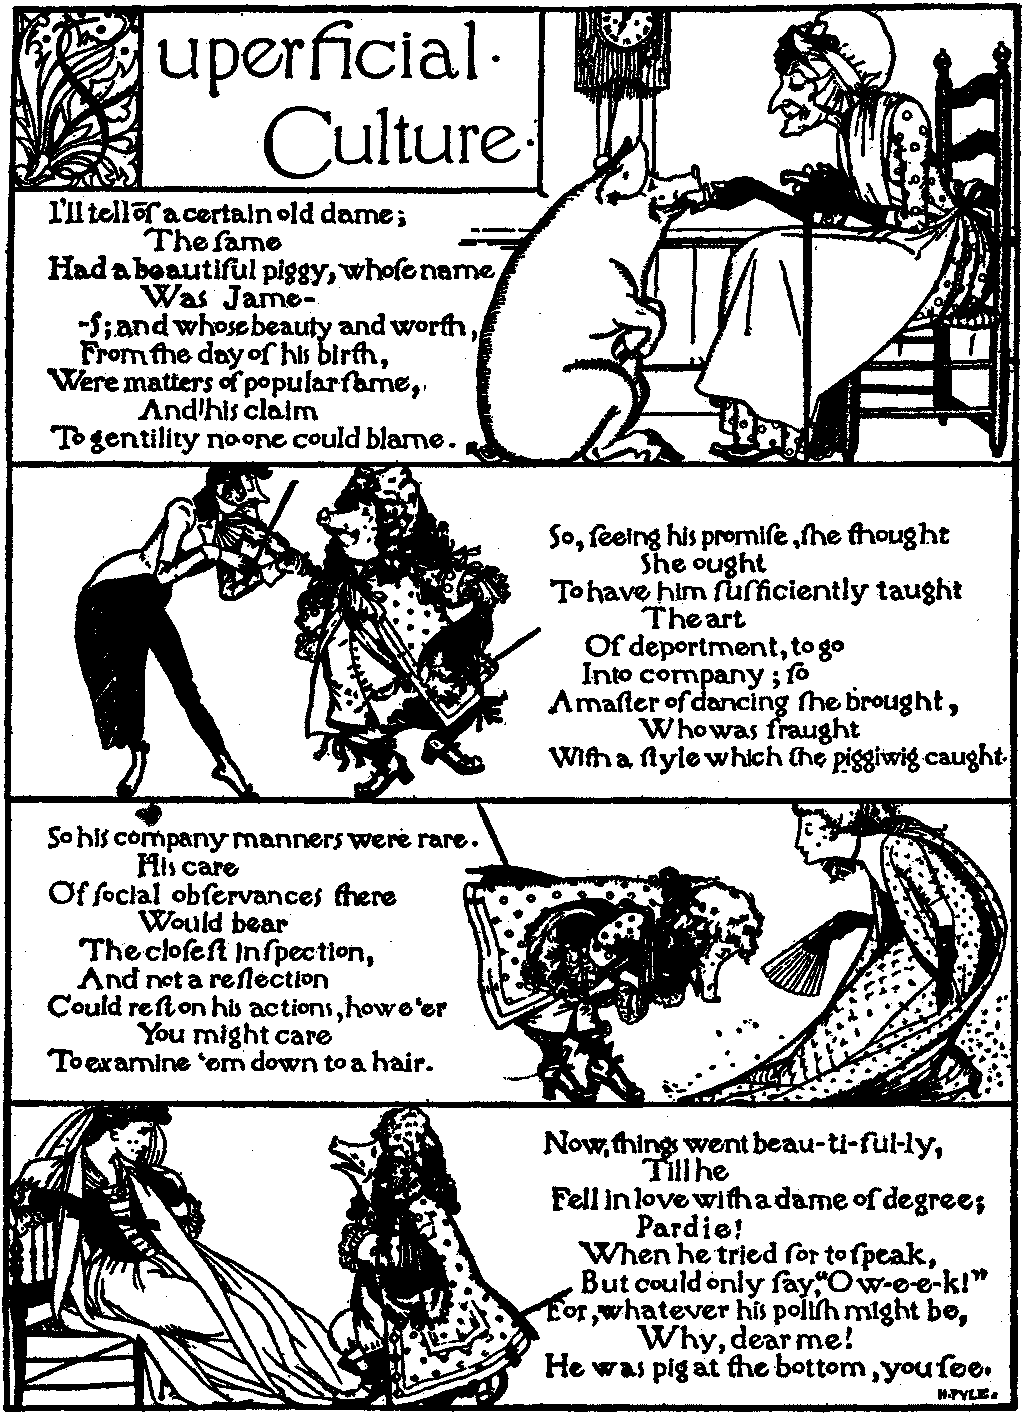 Superficial
Culture.
I'll tell of a certain old dame;
The ſame
Had a beautiful piggy, whoſe name
Was Jame-
-ſ; and whose beauty and worth,
From the day of his birth,
Were matters of popular fame,
And his claim
To gentility no one could blame.
So, ſeeing his promiſe, ſhe thought
She ought
To have him ſufficiently taught
The art
Of deportment, to go
Into company; ſo
A maſter of dancing ſhe brought,
Who was fraught
With a ſtyle which the piggiwig caught.
So his company manners were rare.
His care
Of ſocial obſervanceſ there
Would bear
The cloſeſt inſpection,
And not a reflection
Could reſt on his actions, howe'er
You might care
To examine 'em down to a hair.
Now, things went beau-ti-ful-ly,
Till he
Fell in love with a dame of degree;
Pardie!
When he tried for to ſpeak,
But could only ſay, "Ow-e-e-k!"
For, whatever his poliſh might be,
Why, dear me!
He was pig at the bottom, you ſee.
H. PYLE.